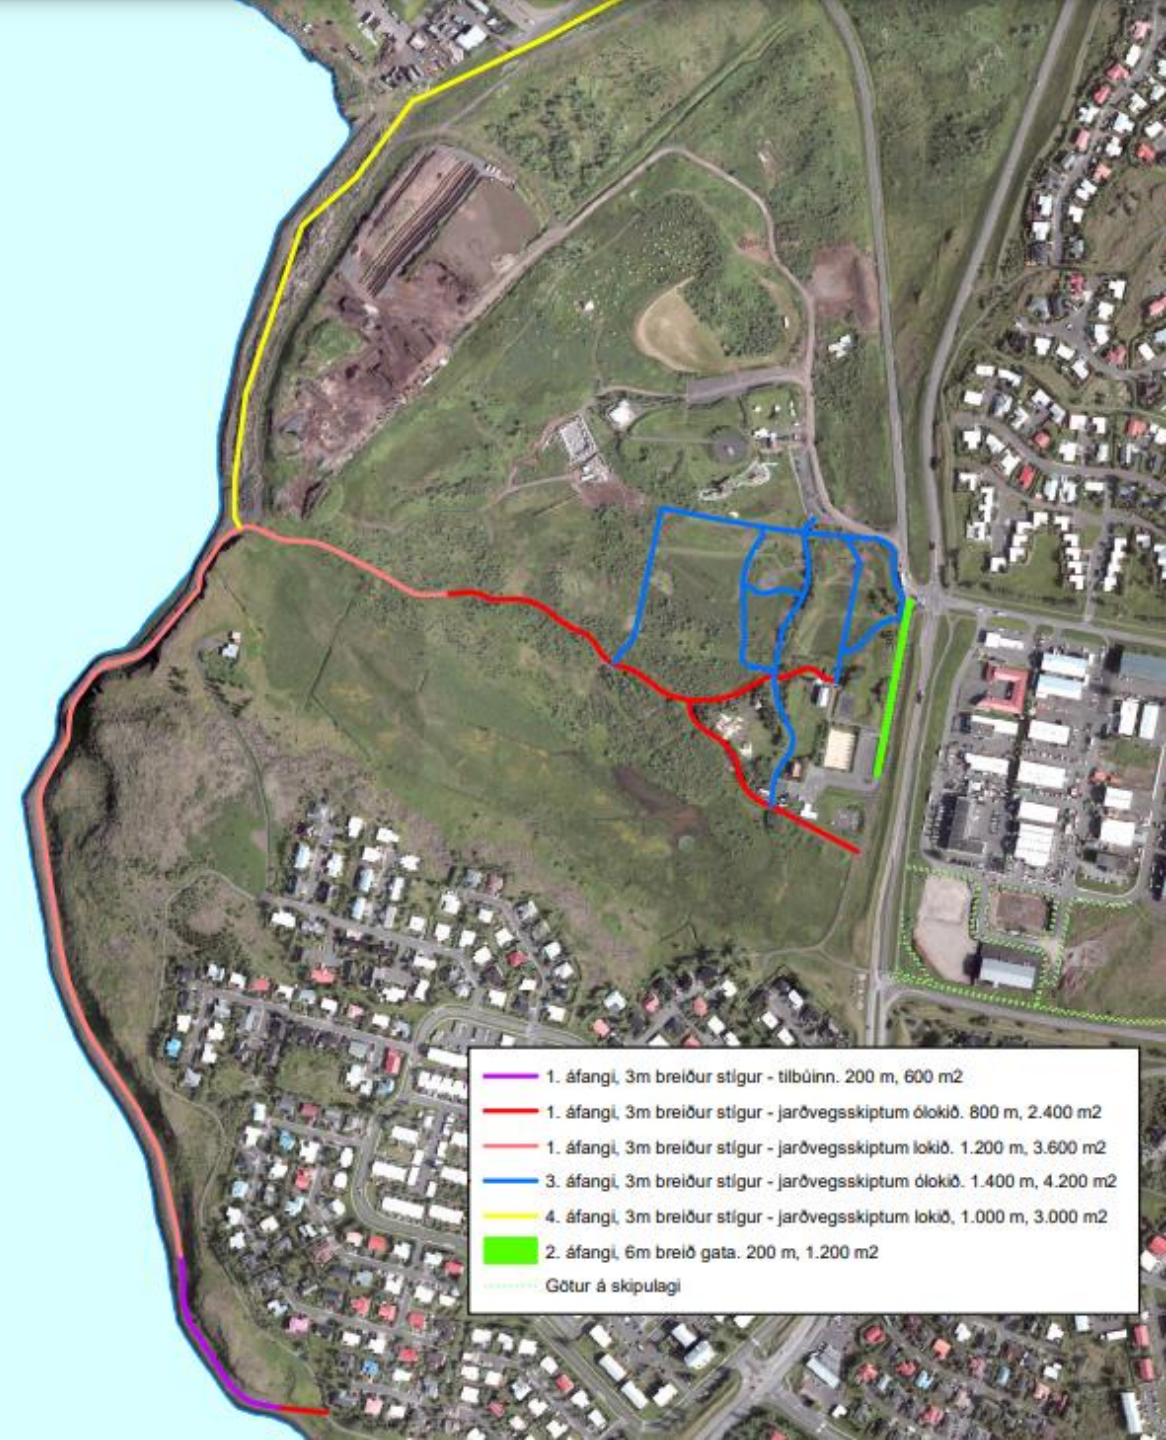 1. áfangi, 3m breiður stígur - tilbúinn. 200 m, 600 m2
1. áfangi, 3m breiður stígur - jarðvegsskiptum ólokið. 800 m, 2.400 m2
1. áfangi, 3m breiður stígur - jarðvegsskiptum lokið. 1.200 m, 3.600 m2
3. áfangi, 3m breiður stígur - jarðvegsskiptum ólokið. 1.400 m, 4.200 m2
4. áfangi, 3m breiður stígur - jarðvegsskiptum lokið, 1.000 m, 3.000 m2
2. áfangi, 6m breið gata. 200 m, 1.200 m2
Götur á skipulagi